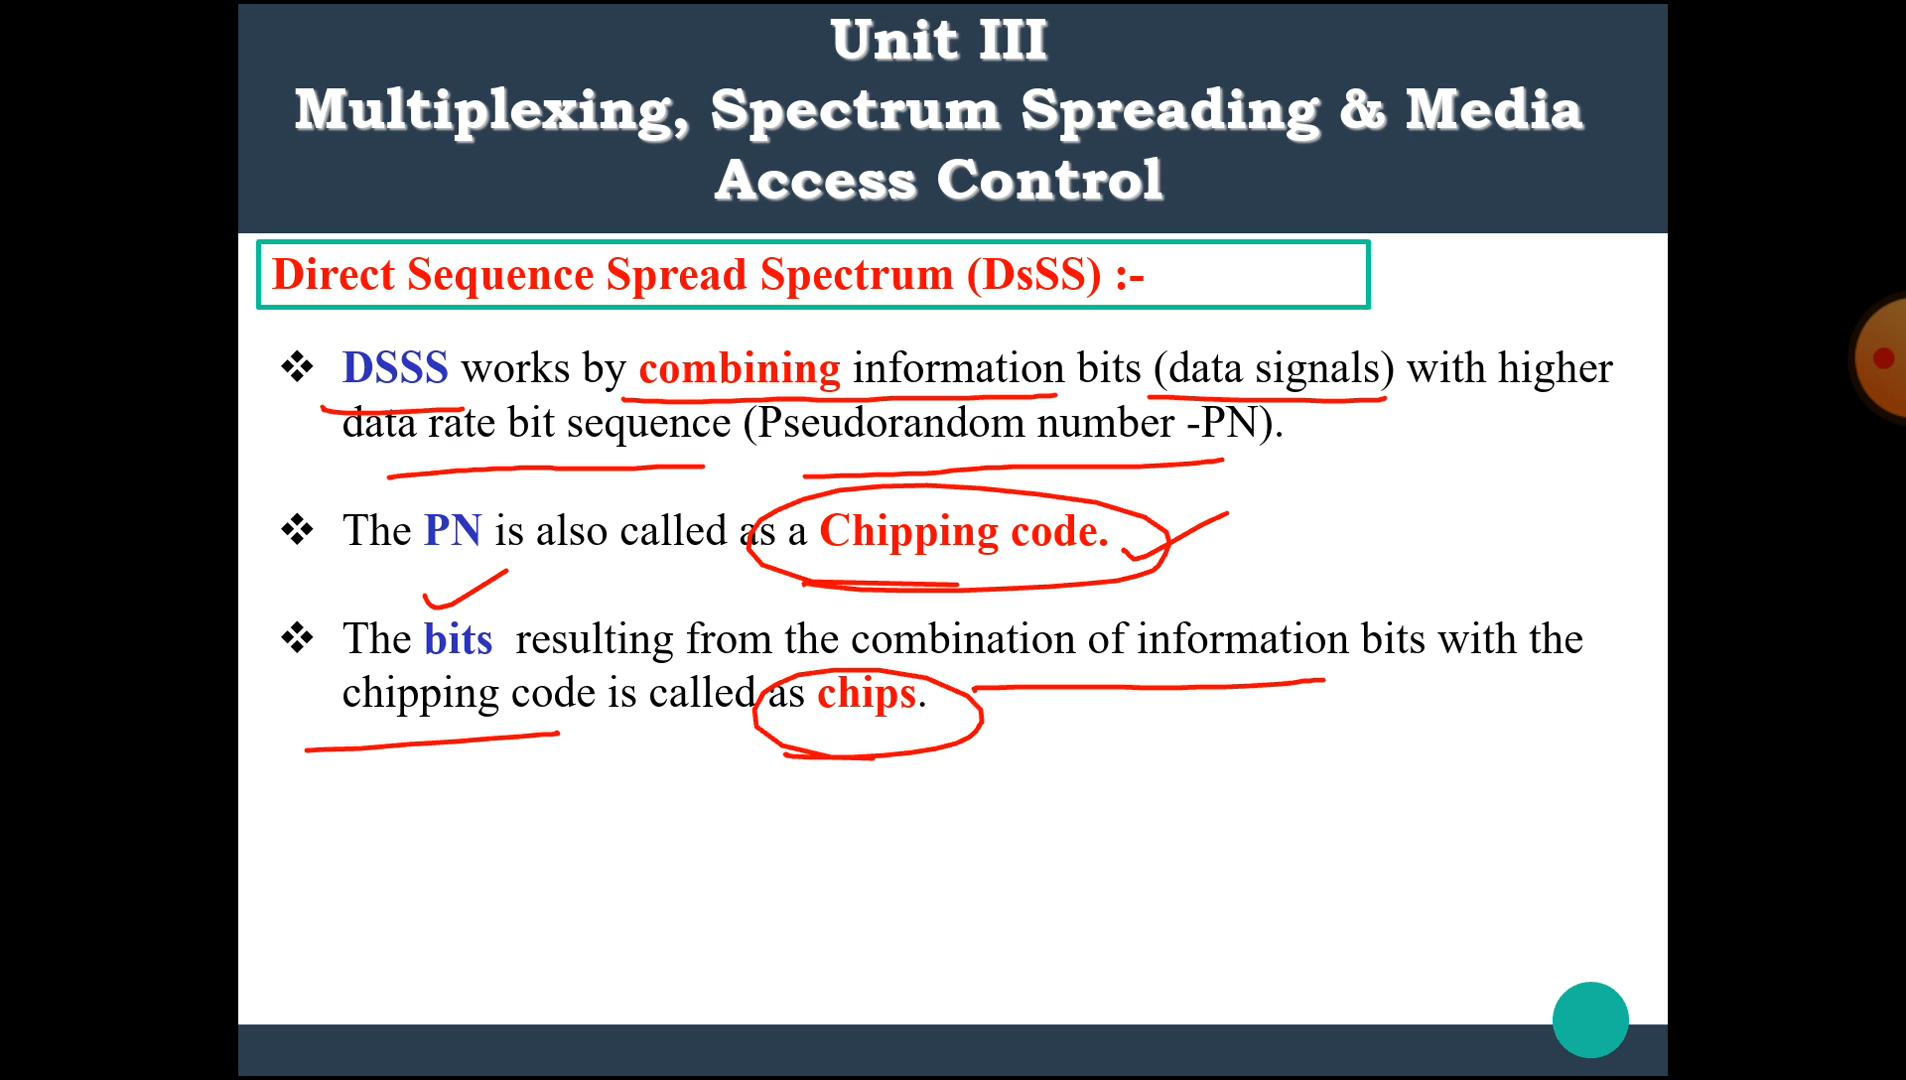 Unit III
Multiplexing, Spectrum Spreading & Media
Access Control
Direct Sequence Spread Spectrum (DsSS) :-
❖ DSSS works by combining information bits (data signals) with higher
data rate bit sequence (Pseudorandom number -PN).
❖ The PN is also called as a Chipping code.
❖ The bits resulting from the combination of information bits with the
chipping code is called as chips.